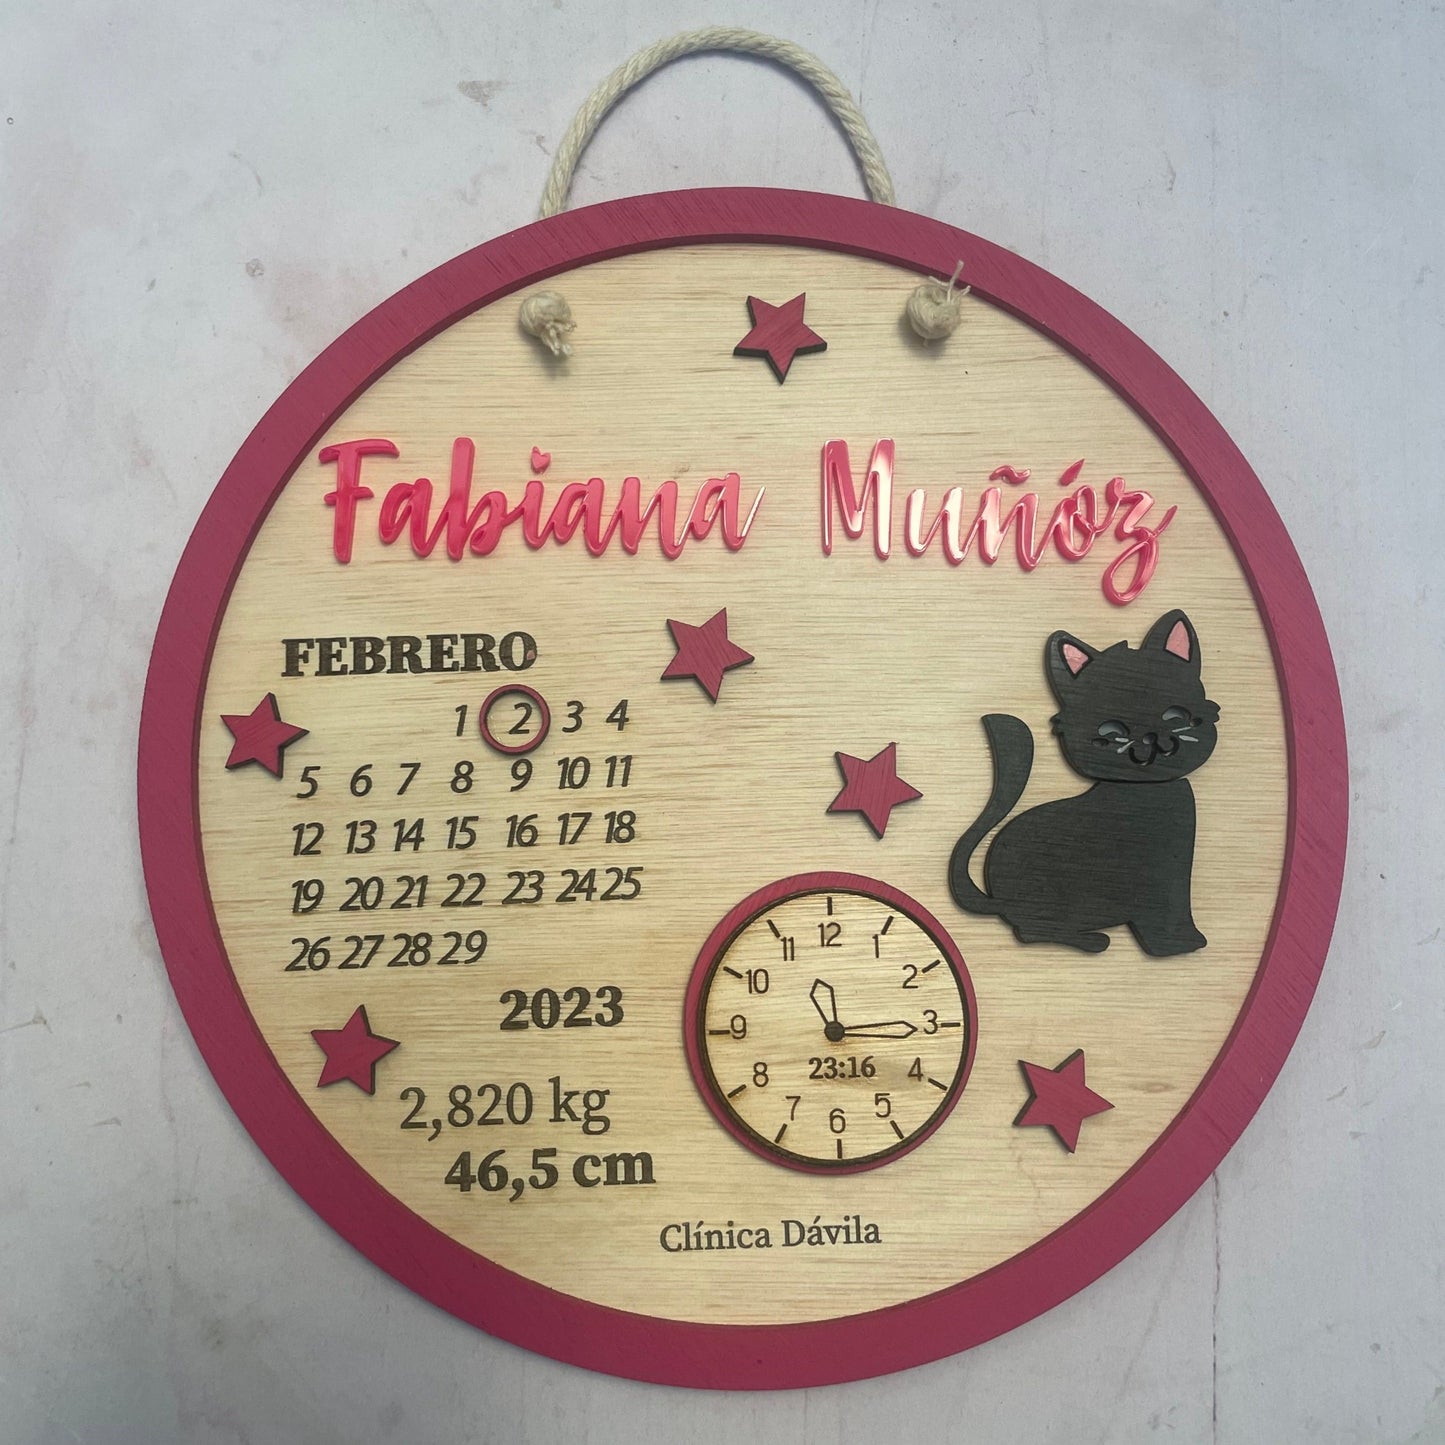 Fabiana Muñóz
FEBRERO
1 2 3 4
5 6 7 8 9 10 11
12 13 14 15 16 17 18
19 20 21 22 23 24 25
26 27 28 29
2023
2,820 kg
46,5 cm
12
11 1
10 2
9 3
8 23:16 4
7 5
6
Clínica Dávila